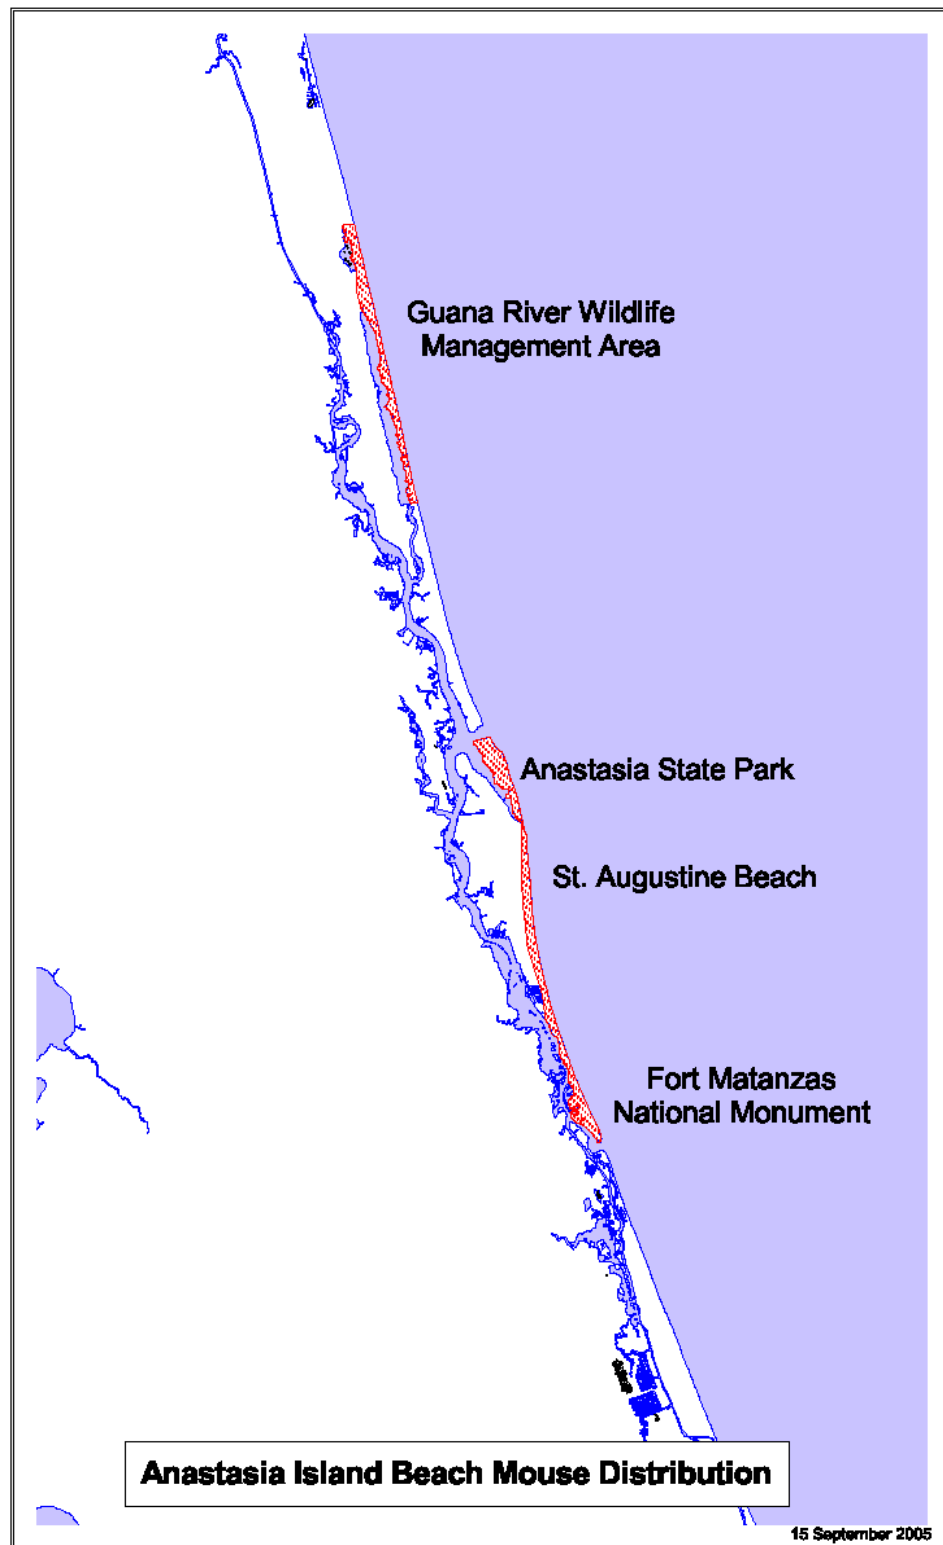 Guana River Wildlife
Management Area
Anastasia State Park
St. Augustine Beach
Fort Matanzas
National Monument
Anastasia Island Beach Mouse Distribution
15 September 2005